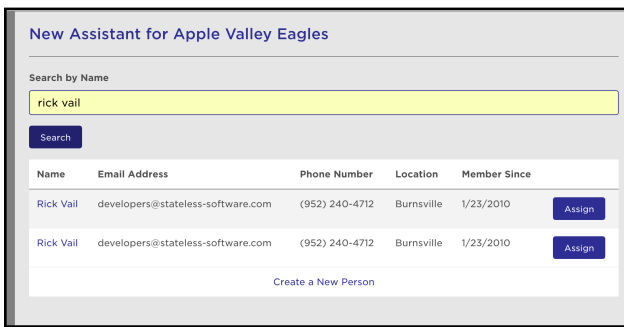 New Assistant for Apple Valley Eagles
Search by Name
rick vail
Search
Name Email Address Phone Number Location Member Since
Rick Vail developers@stateless-software.com (952) 240-4712 Burnsville 1/23/2010 Assign
Rick Vail developers@stateless-software.com (952) 240-4712 Burnsville 1/23/2010 Assign
Create a New Person